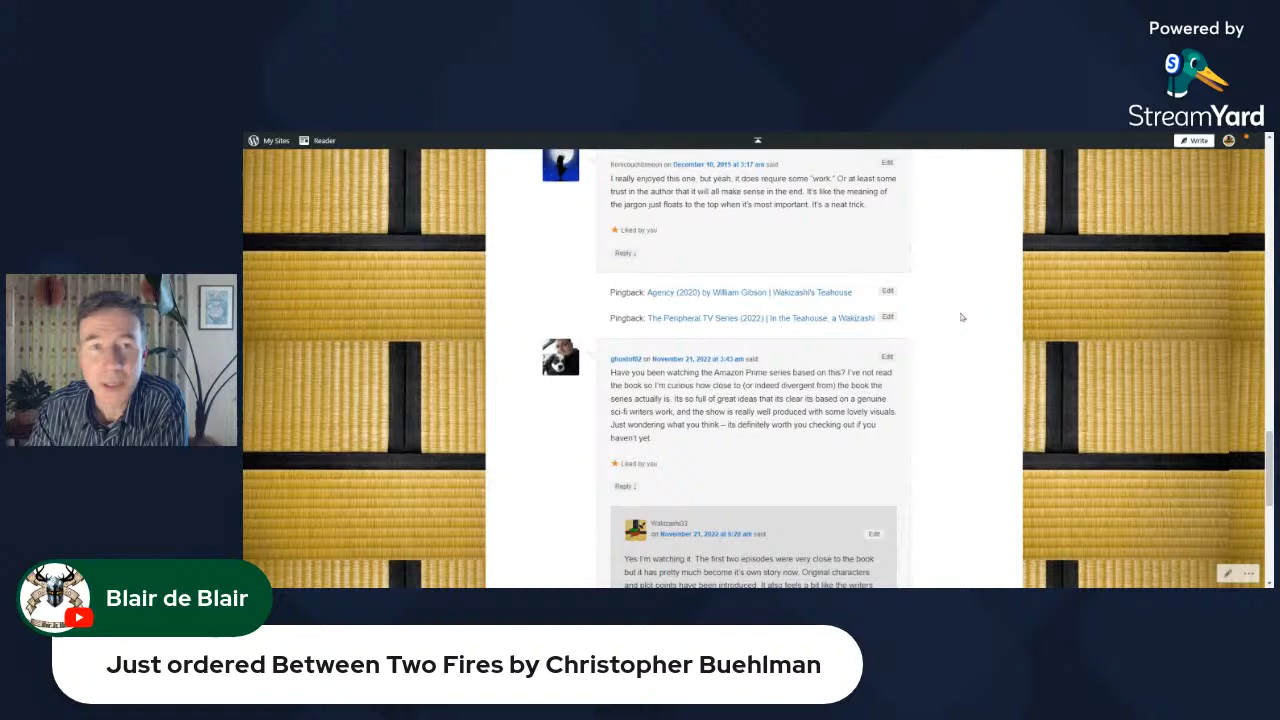 Powered by
StreamYard
My Sites
Reader
Write
fromcouchtomoon on December 10, 2015 at 3:17 am said
Edit
I really enjoyed this one, but yeah, it does require some "work." Or at least some
trust in the author that it will all make sense in the end. It's like the meaning of
the jargon just floats to the top when it's most important. It's a neat trick.
Liked by you
Reply ↓
Pingback: Agency (2020) by William Gibson | Wakizashi's Teahouse
Edit
Pingback: The Peripheral TV Series (2022) | In the Teahouse, a Wakizashi
Edit
ghostof82 on November 21, 2022 at 3:43 am said:
Edit
Have you been watching the Amazon Prime series based on this? I've not read
the book so I'm curious how close to (or indeed divergent from) the book the
series actually is. Its so full of great ideas that its clear its based on a genuine
sci-fi writers work, and the show is really well produced with some lovely visuals.
Just wondering what you think – its definitely worth you checking out if you
haven't yet.
Liked by you
Reply ↓
Wakizashi33
on November 21, 2022 at 5:20 am said:
Edit
Yes I'm watching it. The first two episodes were very close to the book
but it has pretty much become it's own story now. Original characters
and plot points have been introduced. It also feels a bit like the writers
Blair de Blair
Just ordered Between Two Fires by Christopher Buehlman